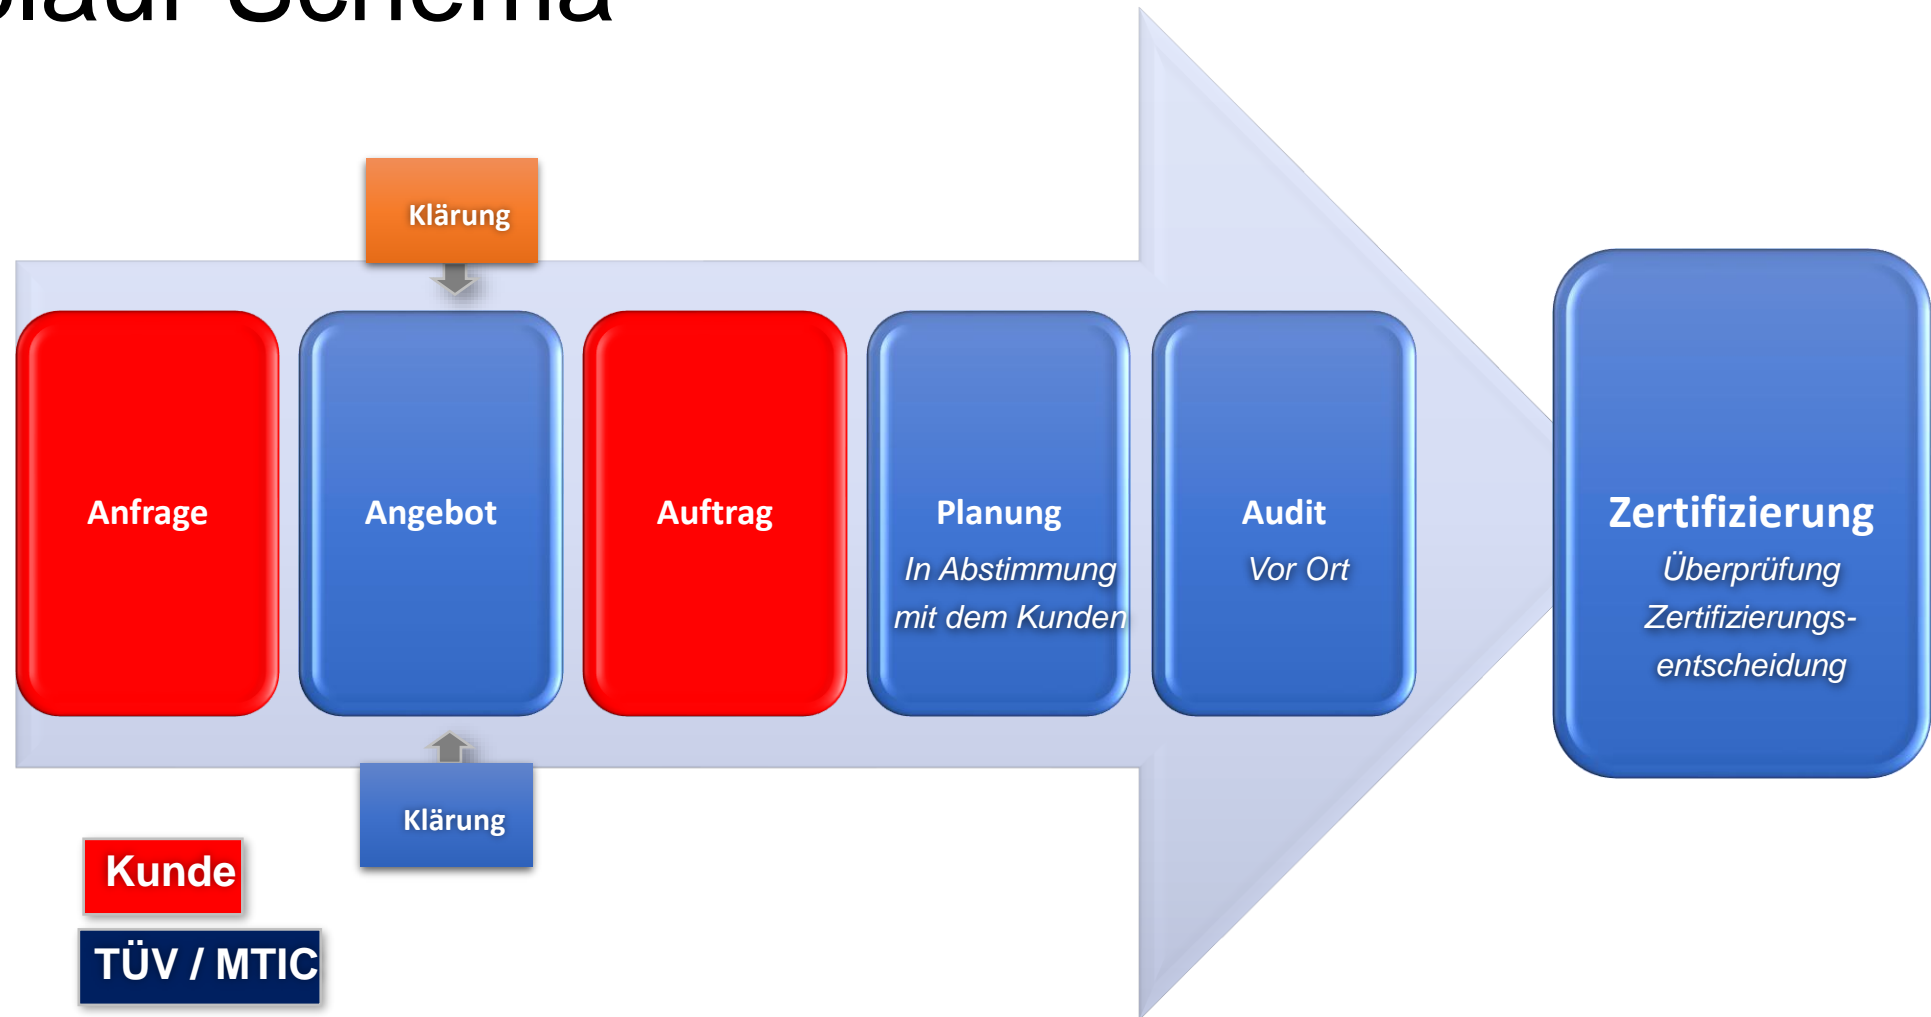 Schema
Klärung
Anfrage
Angebot
Auftrag
Planung
In Abstimmung
mit dem Kunden
Audit
Vor Ort
Zertifizierung
Überprüfung
Zertifizierungs-
entscheidung
Klärung
Kunde
TÜV / MTIC